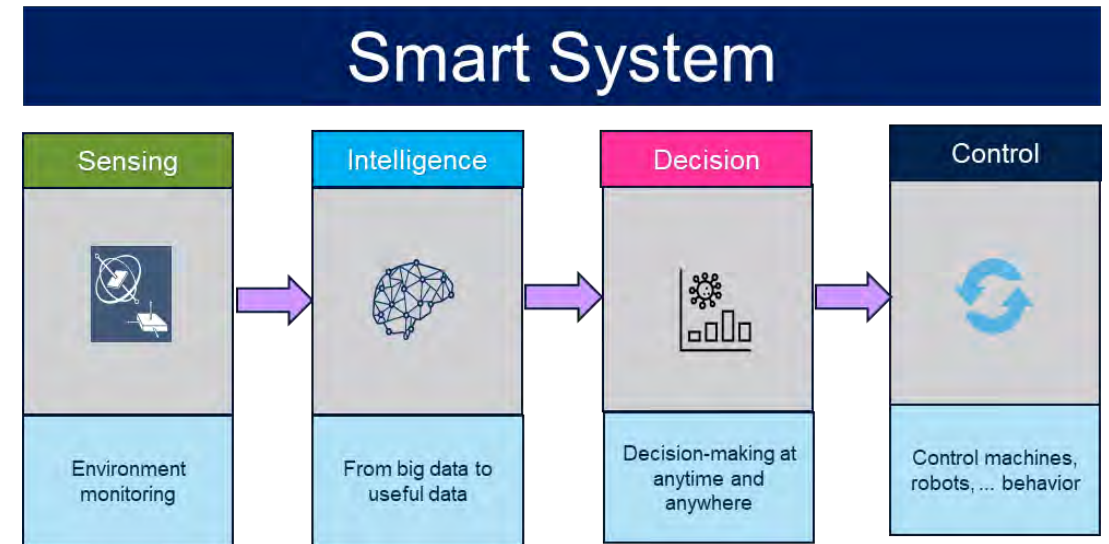 Smart System
Sensing
Intelligence
Decision
Control
Environment
monitoring
From big data to
useful data
Decision-making at
anytime and
anywhere
Control machines,
robots, ... behavior